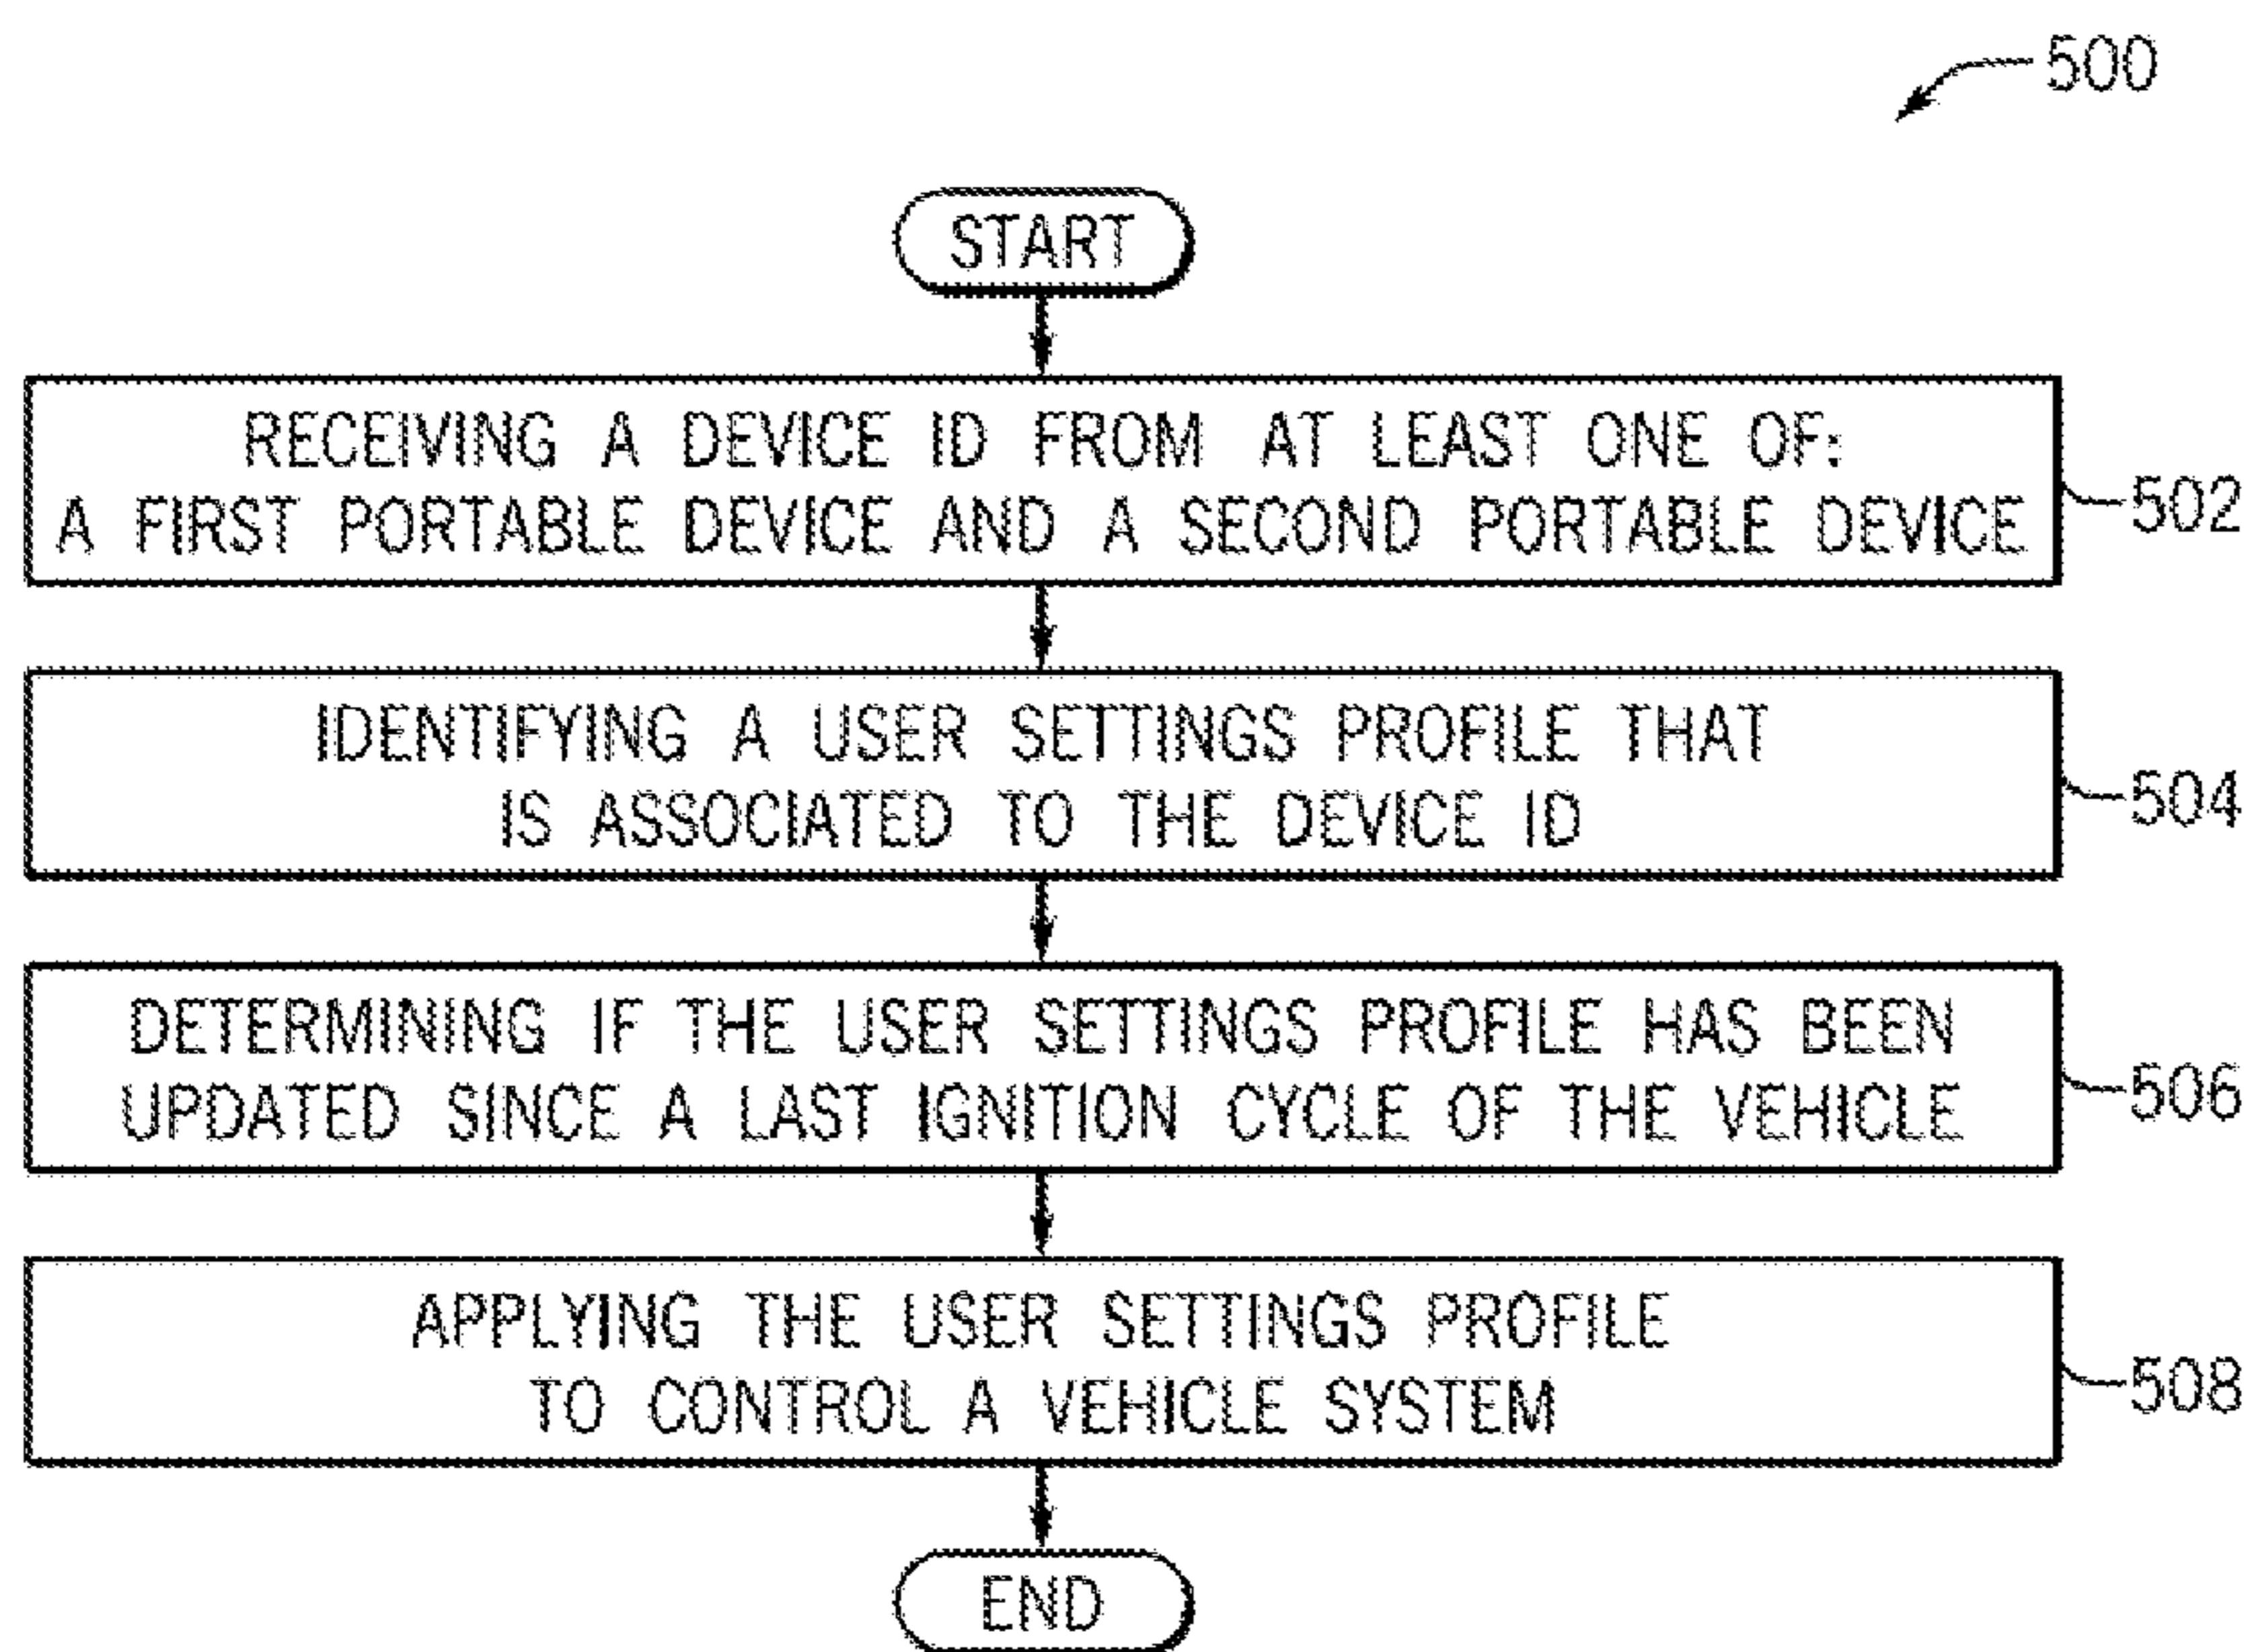 500
START
RECEIVING A DEVICE ID FROM AT LEAST ONE OF:
A FIRST PORTABLE DEVICE AND A SECOND PORTABLE DEVICE
502
IDENTIFYING A USER SETTINGS PROFILE THAT
IS ASSOCIATED TO THE DEVICE ID
504
DETERMINING IF THE USER SETTINGS PROFILE HAS BEEN
UPDATED SINCE A LAST IGNITION CYCLE OF THE VEHICLE
506
APPLYING THE USER SETTINGS PROFILE
TO CONTROL A VEHICLE SYSTEM
508
END